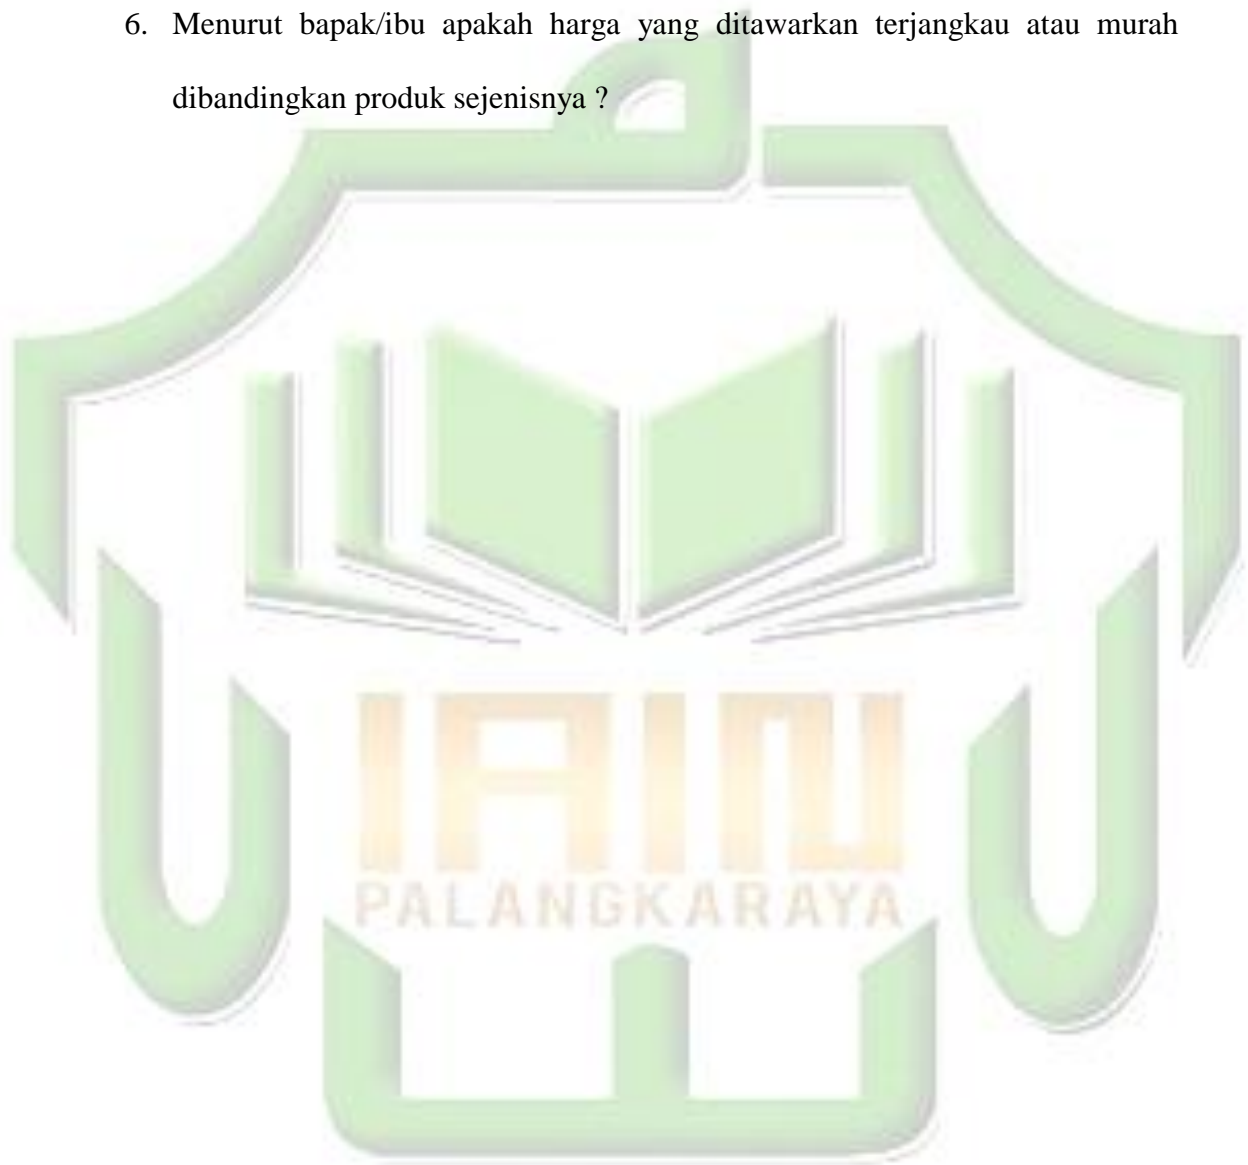 6. Menurut bapak/ibu apakah harga yang ditawarkan terjangkau atau murah
dibandingkan produk sejenisnya ?
IAIN
PALANGKARAYA